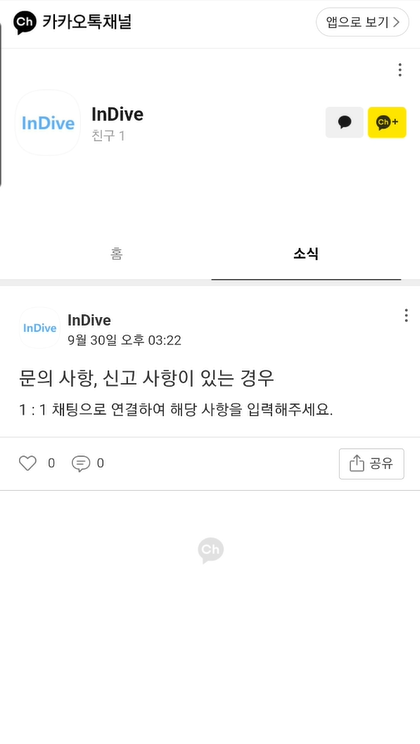 Ch 카카오톡채널
앱으로 보기
InDive
InDive
친구 1
Ch+
홈
소식
InDive
InDive
9월 30일 오후 03:22
문의 사항, 신고 사항이 있는 경우
1 : 1 채팅으로 연결하여 해당 사항을 입력해주세요.
0
0
공유
Ch